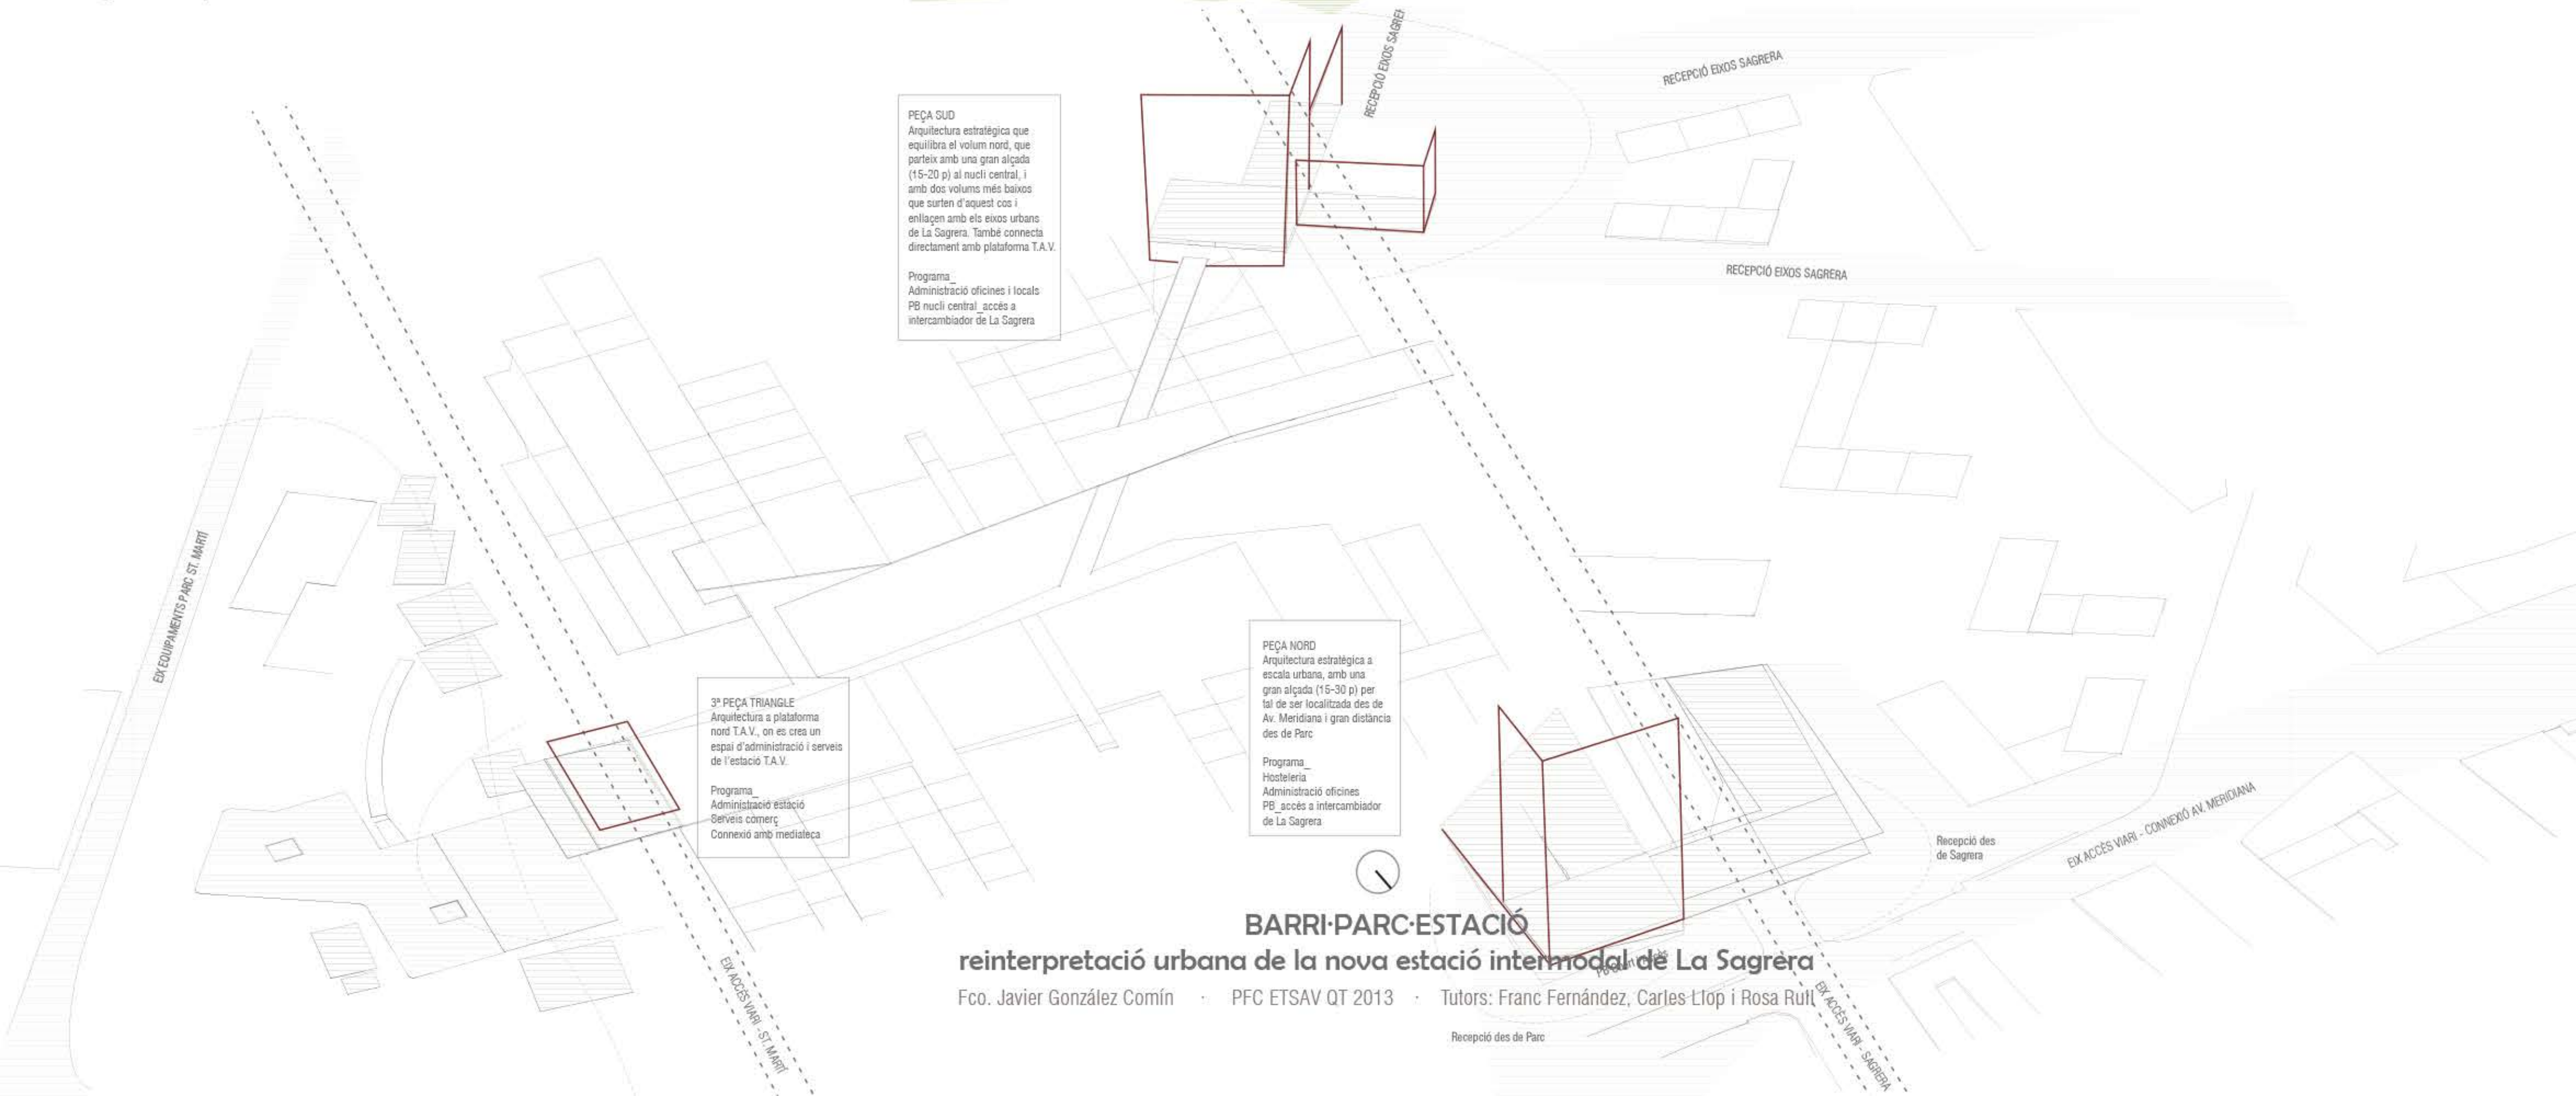 RECEPCIÓ EIXOS SAGRERA
RECEPCIÓ EIXOS
RECEPCIÓ EIXOS SAGRERA
PEÇA SUD
Arquitectura estratègica que
equilibra el volum nord, que
parteix amb una gran alçada
(15-20 p) al nucli central, i
amb dos volums més baixos
que surten d'aquest cos i
enllaçen amb els eixos urbans
de La Sagrera. També connecta
directament amb plataforma T.A.V.
Programa_
Administració oficines i locals
PB nucli central_accés a
intercambiador de La Sagrera
EIX EQUIPAMENTS PARC ST. MARTÍ
3ª PEÇA TRIANGLE
Arquitectura a plataforma
nord T.A.V., on es crea un
espai d'administració i serveis
de l'estació T.A.V.
Programa_
Administració estació
Serveis comerç
Connexió amb mediateca
PEÇA NORD
Arquitectura estratègica a
escala urbana, amb una
gran alçada (15-30 p) per
tal de ser localitzada des de
Av. Meridiana i gran distància
des de Parc
Programa_
Hosteleria
Administració oficines
PB_accés a intercambiador
de La Sagrera
Recepció des
de Sagrera
EIX ACCÉS VIARI - CONNEXIÓ AV. MERIDIANA
BARRI·PARC·ESTACIÓ
reinterpretació urbana de la nova estació intermodal de La Sagrera
Fco. Javier González Comín · PFC ETSAV QT 2013 · Tutors: Franc Fernández, Carles Llop i Rosa Rull
EIX ACCÉS VIARI - ST. MARTÍ
EIX ACCÉS VIARI - SAGRERA
Recepció des de Parc